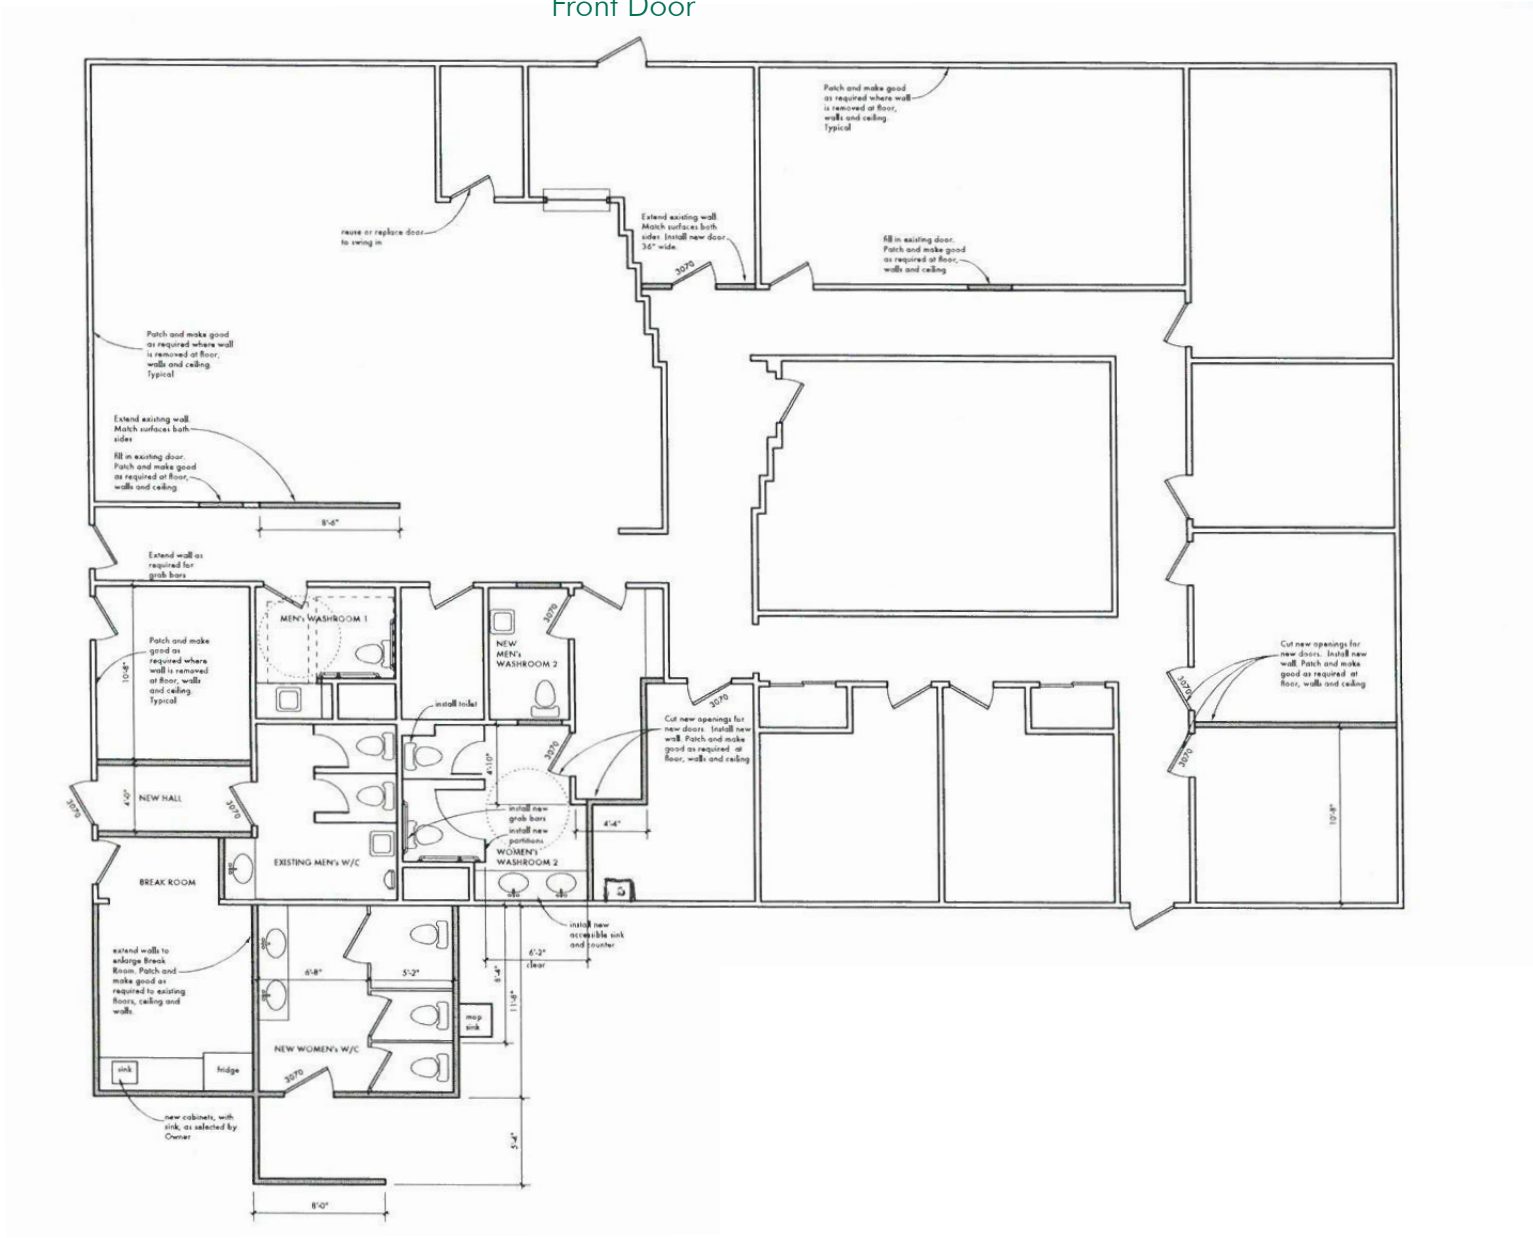 Front Door
Patch and make good
as required where wall
is removed at floor,
walls and ceiling.
Typical
reuse or replace door
to swing in
Extend existing wall.
Match surfaces both
sides. Install new door
36" wide.
3070
fill in existing door.
Patch and make good
as required at floor,
walls and ceiling
Patch and make good
as required where wall
is removed at floor,
walls and ceiling.
Typical
Extend existing wall.
Match surfaces both
sides
fill in existing door.
Patch and make good
as required at floor,
walls and ceiling
8'-6"
Extend wall as
required for
grab bars
MEN's WASHROOM 1
3070
NEW
MEN's
WASHROOM 2
Patch and make
good as
required where
wall is removed
at floor, walls
and ceiling.
Typical
10'-8"
Cut new openings for
new doors. Install new
wall. Patch and make
good as required at
floor, walls and ceiling
3070
install toilet
3070
Cut new openings for
new doors. Install new
wall. Patch and make
good as required at
floor, walls and ceiling
3070
4'-10"
3070
3070
NEW HALL
4'-0"
3070
install new
grab bars
install new
partitions
4'-4"
10'-8"
WOMEN's
WASHROOM 2
EXISTING MEN's W/C
BREAK ROOM
install new
accessible sink
and counter
6'-2"
clear
extend walls to
enlarge Break
Room. Patch and
make good as
required to existing
floors, ceiling and
walls.
6'-8"
5'-2"
8'-4"
11'-8"
mop
sink
NEW WOMEN's W/C
3070
sink
fridge
new cabinets, with
sink, as selected by
Owner
5'-4"
8'-0"